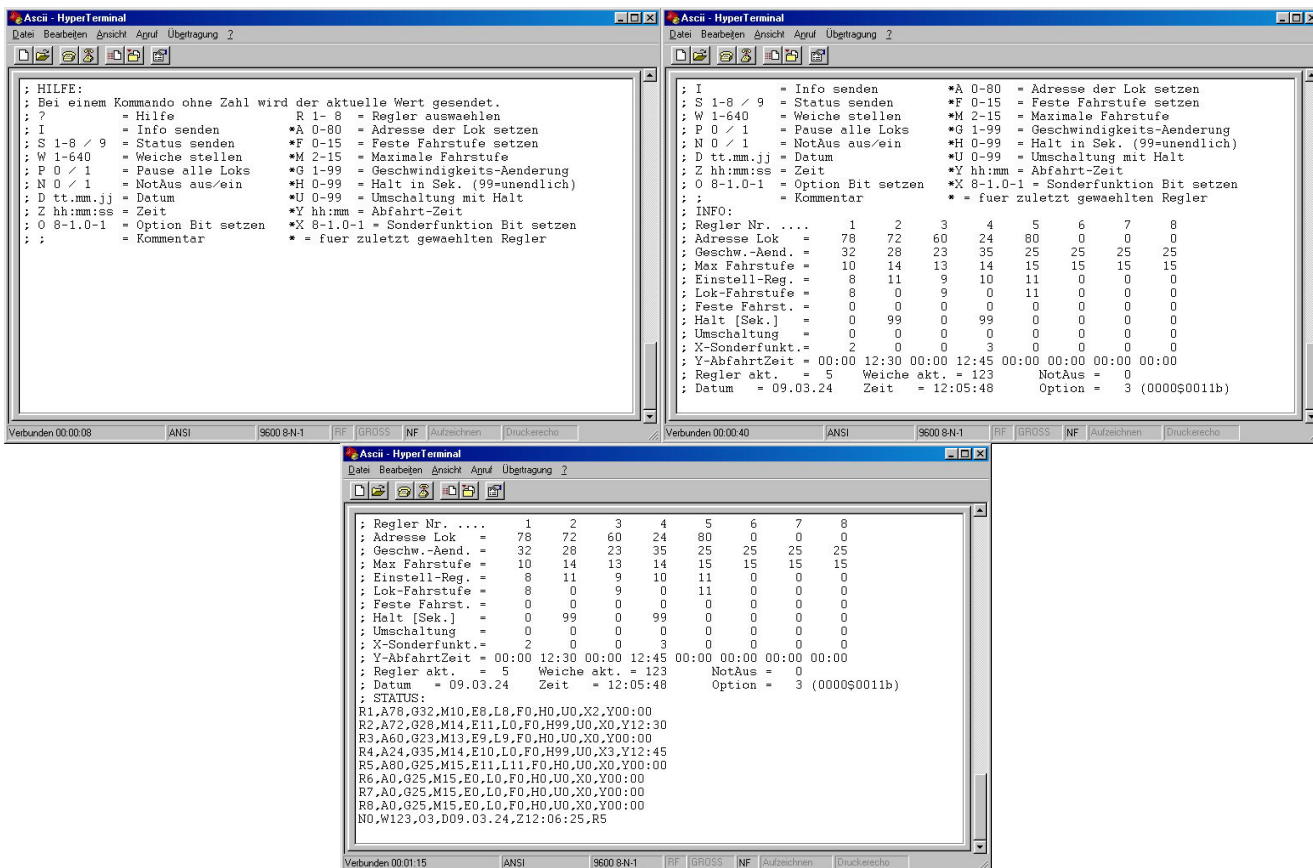 Ascii - HyperTerminal
Datei Bearbeiten Ansicht Anruf Übertragung ?
; HILFE:
; Bei einem Kommando ohne Zahl wird der aktuelle Wert gesendet.
; ? = Hilfe R 1- 8 = Regler auswaehlen
; I = Info senden *A 0-80 = Adresse der Lok setzen
; S 1-8 / 9 = Status senden *F 0-15 = Feste Fahrstufe setzen
; W 1-640 = Weiche stellen *M 2-15 = Maximale Fahrstufe
; P 0 / 1 = Pause alle Loks *G 1-99 = Geschwindigkeits-Aenderung
; N 0 / 1 = NotAus aus/ein *H 0-99 = Halt in Sek. (99=unendlich)
; D tt.mm.jj = Datum *U 0-99 = Umschaltung mit Halt
; Z hh:mm:ss = Zeit *Y hh:mm = Abfahrt-Zeit
; O 8-1.0-1 = Option Bit setzen *X 8-1.0-1 = Sonderfunktion Bit setzen
; ; = Kommentar * = fuer zuletzt gewaehlten Regler
Verbunden 00:00:08 ANSI 9600 8-N-1 RF GROSS NF Aufzeichnen Druckerecho
Ascii - HyperTerminal
Datei Bearbeiten Ansicht Anruf Übertragung ?
; I = Info senden *A 0-80 = Adresse der Lok setzen
; S 1-8 / 9 = Status senden *F 0-15 = Feste Fahrstufe setzen
; W 1-640 = Weiche stellen *M 2-15 = Maximale Fahrstufe
; P 0 / 1 = Pause alle Loks *G 1-99 = Geschwindigkeits-Aenderung
; N 0 / 1 = NotAus aus/ein *H 0-99 = Halt in Sek. (99=unendlich)
; D tt.mm.jj = Datum *U 0-99 = Umschaltung mit Halt
; Z hh:mm:ss = Zeit *Y hh:mm = Abfahrt-Zeit
; O 8-1.0-1 = Option Bit setzen *X 8-1.0-1 = Sonderfunktion Bit setzen
; ; = Kommentar * = fuer zuletzt gewaehlten Regler
; INFO:
; Regler Nr. .... 1 2 3 4 5 6 7 8
; Adresse Lok = 78 72 60 24 80 0 0 0
; Geschw.-Aend. = 32 28 23 35 25 25 25 25
; Max Fahrstufe = 10 14 13 14 15 15 15 15
; Einstell-Reg. = 8 11 9 10 11 0 0 0
; Lok-Fahrstufe = 8 0 9 0 11 0 0 0
; Feste Fahrst. = 0 0 0 0 0 0 0 0
; Halt [Sek.] = 0 99 0 99 0 0 0 0
; Umschaltung = 0 0 0 0 0 0 0 0
; X-Sonderfunkt.= 2 0 0 3 0 0 0 0
; Y-AbfahrtZeit = 00:00 12:30 00:00 12:45 00:00 00:00 00:00 00:00
; Regler akt. = 5 Weiche akt. = 123 NotAus = 0
; Datum = 09.03.24 Zeit = 12:05:48 Option = 3 (0000$0011b)
Verbunden 00:00:40 ANSI 9600 8-N-1 RF GROSS NF Aufzeichnen Druckerecho
Ascii - HyperTerminal
Datei Bearbeiten Ansicht Anruf Übertragung ?
; Regler Nr. .... 1 2 3 4 5 6 7 8
; Adresse Lok = 78 72 60 24 80 0 0 0
; Geschw.-Aend. = 32 28 23 35 25 25 25 25
; Max Fahrstufe = 10 14 13 14 15 15 15 15
; Einstell-Reg. = 8 11 9 10 11 0 0 0
; Lok-Fahrstufe = 8 0 9 0 11 0 0 0
; Feste Fahrst. = 0 0 0 0 0 0 0 0
; Halt [Sek.] = 0 99 0 99 0 0 0 0
; Umschaltung = 0 0 0 0 0 0 0 0
; X-Sonderfunkt.= 2 0 0 3 0 0 0 0
; Y-AbfahrtZeit = 00:00 12:30 00:00 12:45 00:00 00:00 00:00 00:00
; Regler akt. = 5 Weiche akt. = 123 NotAus = 0
; Datum = 09.03.24 Zeit = 12:05:48 Option = 3 (0000$0011b)
; STATUS:
R1,A78,G32,M10,E8,L8,F0,H0,U0,X2,Y00:00
R2,A72,G28,M14,E11,L0,F0,H99,U0,X0,Y12:30
R3,A60,G23,M13,E9,L9,F0,H0,U0,X0,Y00:00
R4,A24,G35,M14,E10,L0,F0,H99,U0,X3,Y12:45
R5,A80,G25,M15,E11,L11,F0,H0,U0,X0,Y00:00
R6,A0,G25,M15,E0,L0,F0,H0,U0,X0,Y00:00
R7,A0,G25,M15,E0,L0,F0,H0,U0,X0,Y00:00
R8,A0,G25,M15,E0,L0,F0,H0,U0,X0,Y00:00
N0,W123,O3,D09.03.24,Z12:06:25,R5
Verbunden 00:01:15 ANSI 9600 8-N-1 RF GROSS NF Aufzeichnen Druckerecho